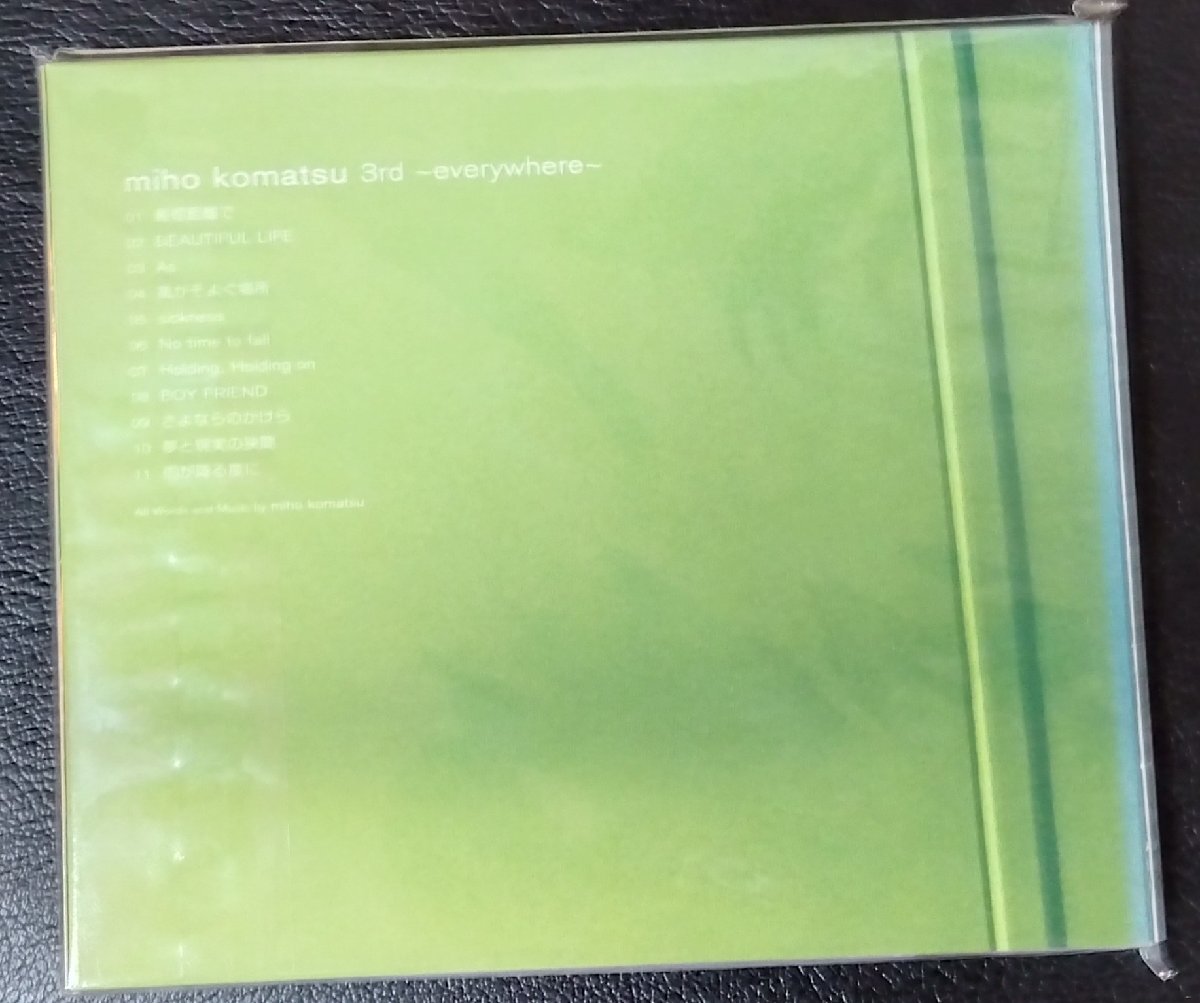 miho komatsu 3rd ~everywhere~
01 最短距離で
02 BEAUTIFUL LIFE
03 As
04 風がそよぐ場所
05 sickness
06 No time to fall
07 Holding, Holding on
08 BOY FRIEND
09 さよならのかけら
10 夢と現実の狭間
11 雨が降る度に
All Words and Music by miho komatsu